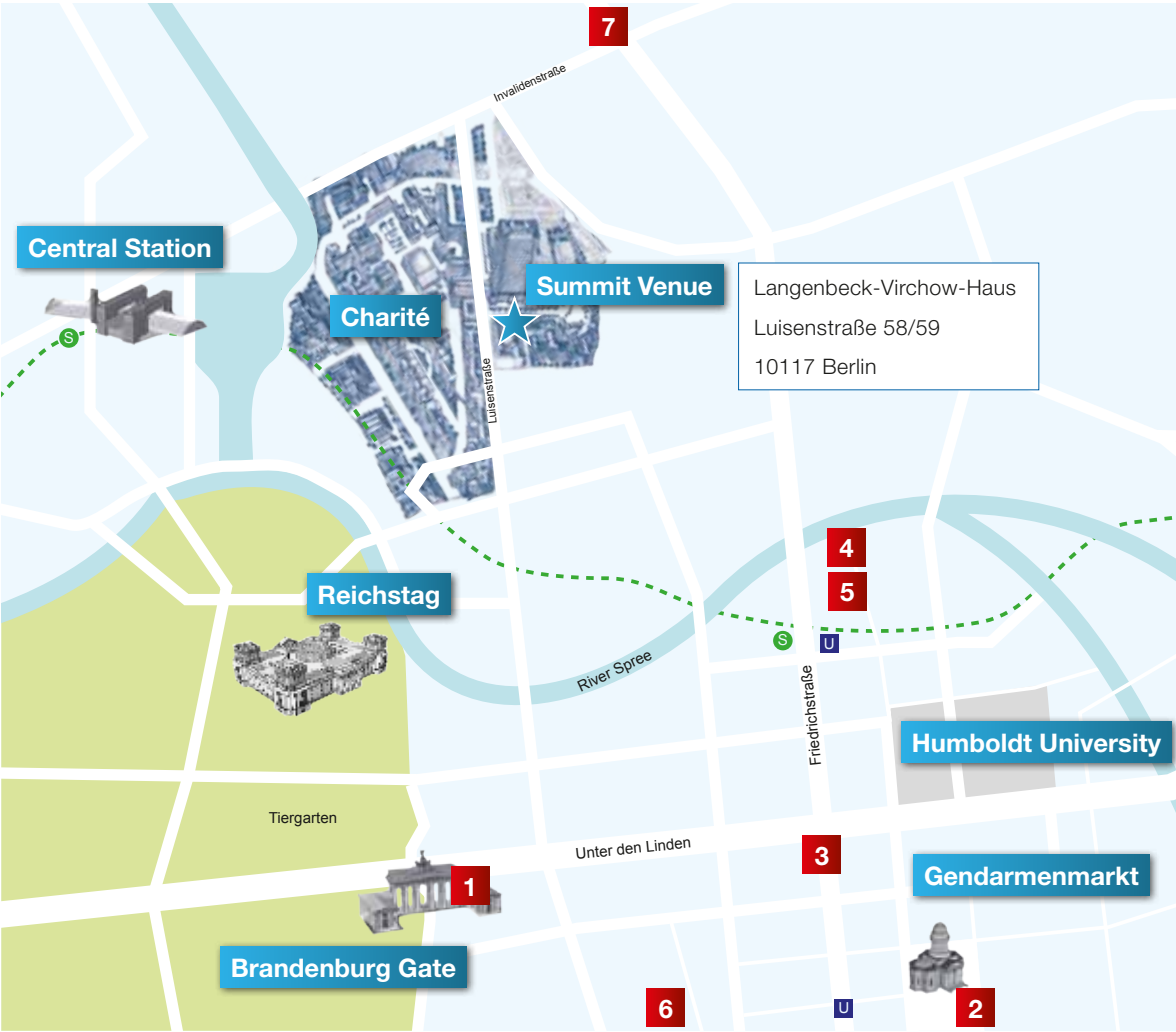 7
Invalidenstraße
Central Station
Summit Venue
Langenbeck-Virchow-Haus
Luisenstraße 58/59
10117 Berlin
Charité
S
Luisenstraße
4
5
Reichstag
S
U
River Spree
Friedrichstraße
Humboldt University
Tiergarten
Unter den Linden
3
Gendarmenmarkt
1
Brandenburg Gate
6
U
2